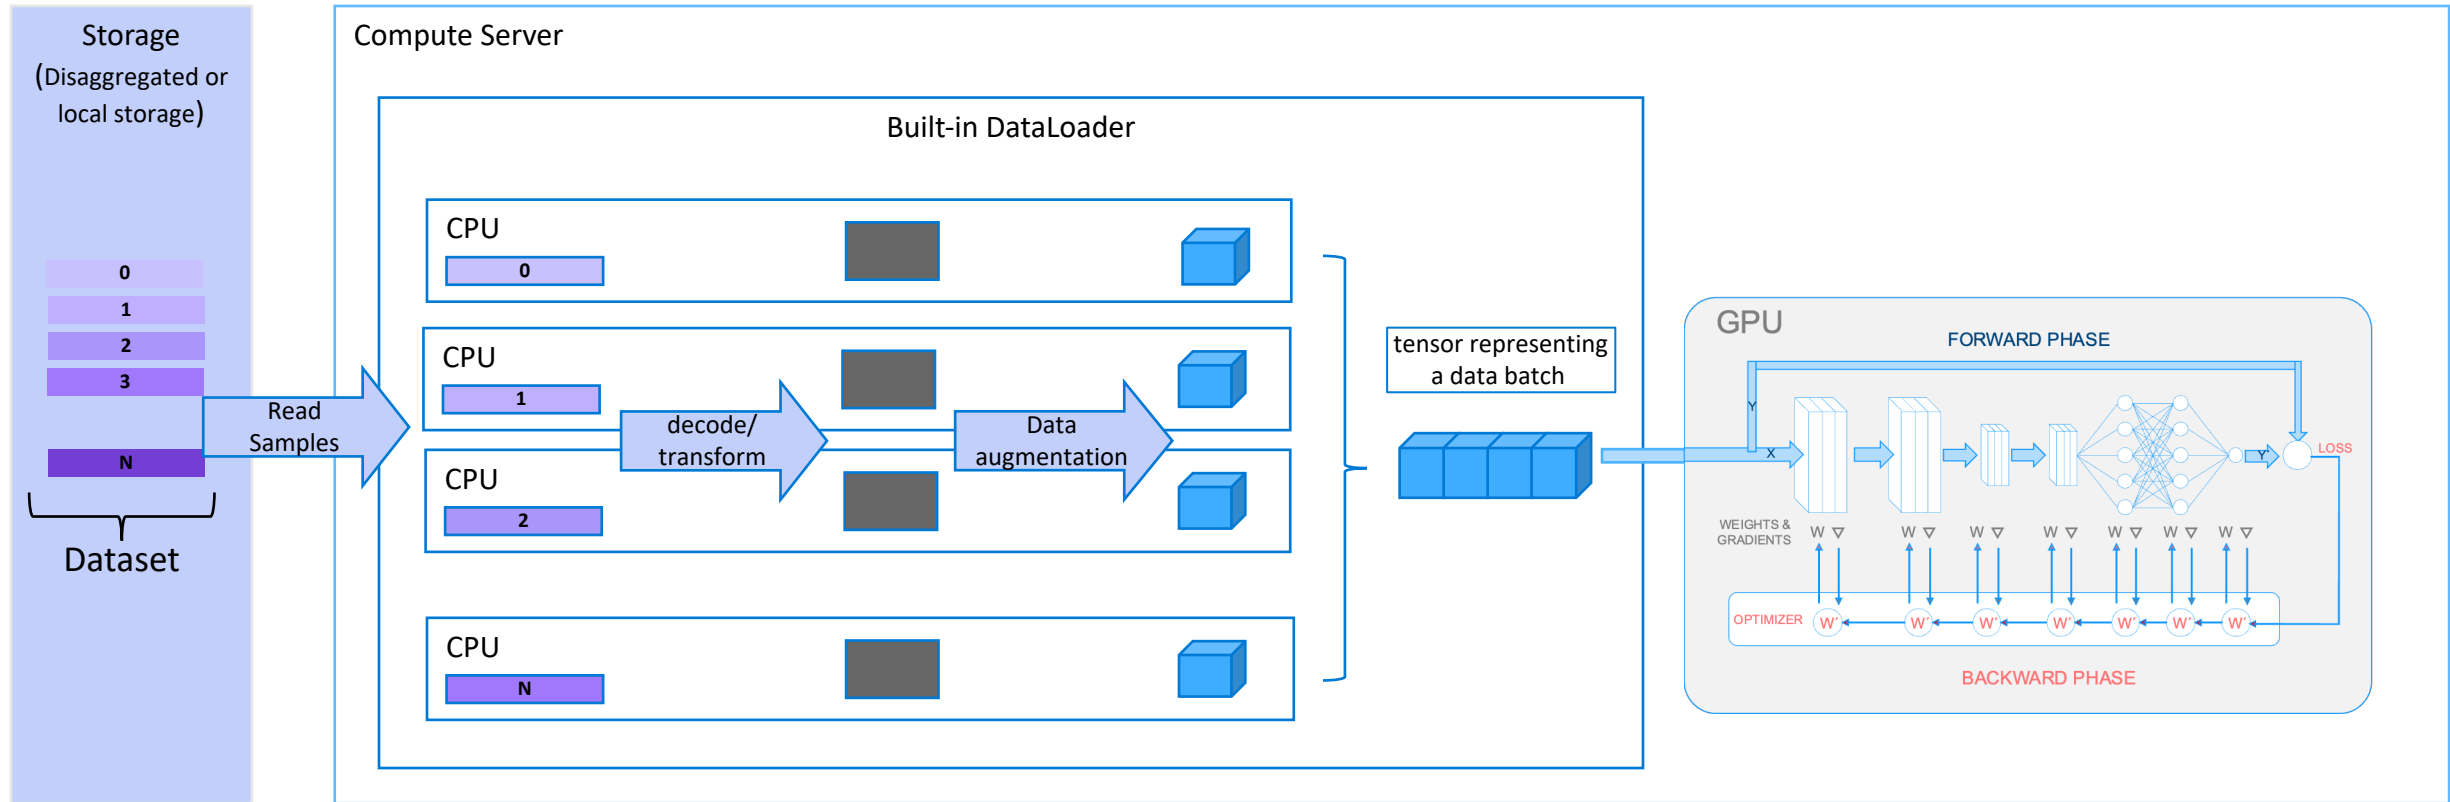 Storage
(Disaggregated or
local storage)
0
1
2
3
N
Dataset
Read
Samples
Compute Server
Built-in DataLoader
CPU
0
CPU
1
CPU
2
CPU
N
decode/
transform
Data
augmentation
tensor representing
a data batch
GPU
FORWARD PHASE
Y
X
Y'
LOSS
WEIGHTS &
GRADIENTS
W ▽ W ▽ W ▽ W ▽ W ▽ W ▽ W ▽
OPTIMIZER
W' W' W' W' W' W' W'
BACKWARD PHASE